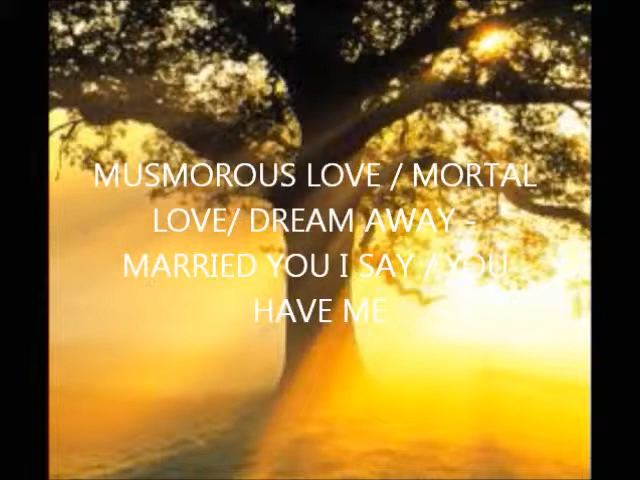 MUSMOROUS LOVE / MORTAL
LOVE/ DREAM AWAY -
MARRIED YOU I SAY / YOU
HAVE ME